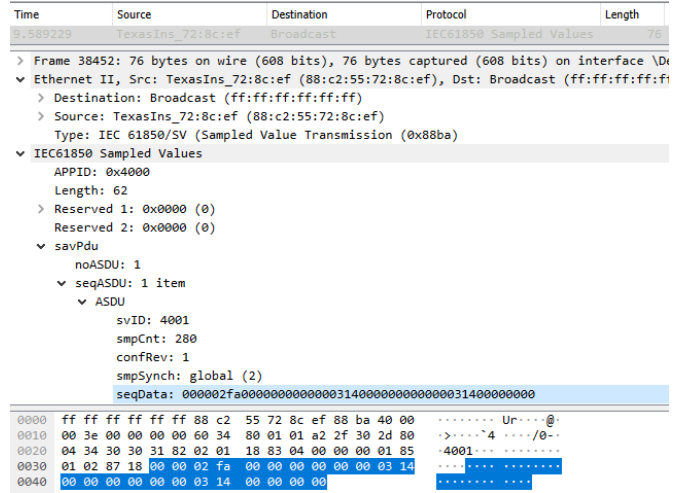 Time Source Destination Protocol Length
9.589229 TexasIns_72:8c:ef Broadcast IEC61850 Sampled Values 76
> Frame 38452: 76 bytes on wire (608 bits), 76 bytes captured (608 bits) on interface \De
Ethernet II, Src: TexasIns_72:8c:ef (88:c2:55:72:8c:ef), Dst: Broadcast (ff:ff:ff:ff:f
> Destination: Broadcast (ff:ff:ff:ff:ff:ff)
> Source: TexasIns_72:8c:ef (88:c2:55:72:8c:ef)
Type: IEC 61850/SV (Sampled Value Transmission (0x88ba)
IEC61850 Sampled Values
APPID: 0x4000
Length: 62
> Reserved 1: 0x0000 (0)
Reserved 2: 0x0000 (0)
savPdu
noASDU: 1
seqASDU: 1 item
ASDU
svID: 4001
smpCnt: 280
confRev: 1
smpSynch: global (2)
seqData: 000002fa0000000000000314000000000000031400000000
0000 ff ff ff ff ff ff 88 c2 55 72 8c ef 88 ba 40 00 ········ Ur····@·
0010 00 3e 00 00 00 00 60 34 80 01 01 a2 2f 30 2d 80 ·>····`4 ····/0-·
0020 04 34 30 30 31 82 02 01 18 83 04 00 00 00 01 85 ·4001··· ········
0030 01 02 87 18 00 00 02 fa 00 00 00 00 00 00 03 14 ········ ········
0040 00 00 00 00 00 00 03 14 00 00 00 00 ········ ····